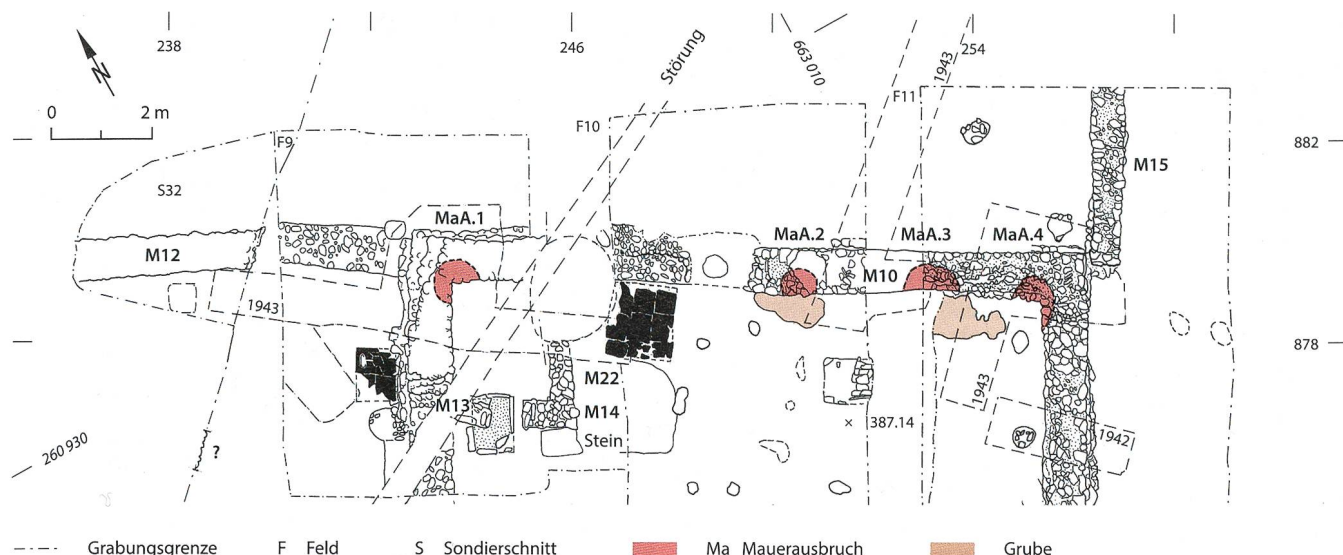 238
246
254
N
0 2 m
Störung
663 010
1943
F11
F10
F9
882
M15
S32
MaA.1
MaA.2
MaA.3
MaA.4
M12
M10
1943
878
M22
1943
M13
M14
387.14
1942
Stein
?
260 930
Grabungsgrenze F Feld S Sondierschnitt Ma Mauerausbruch Grube